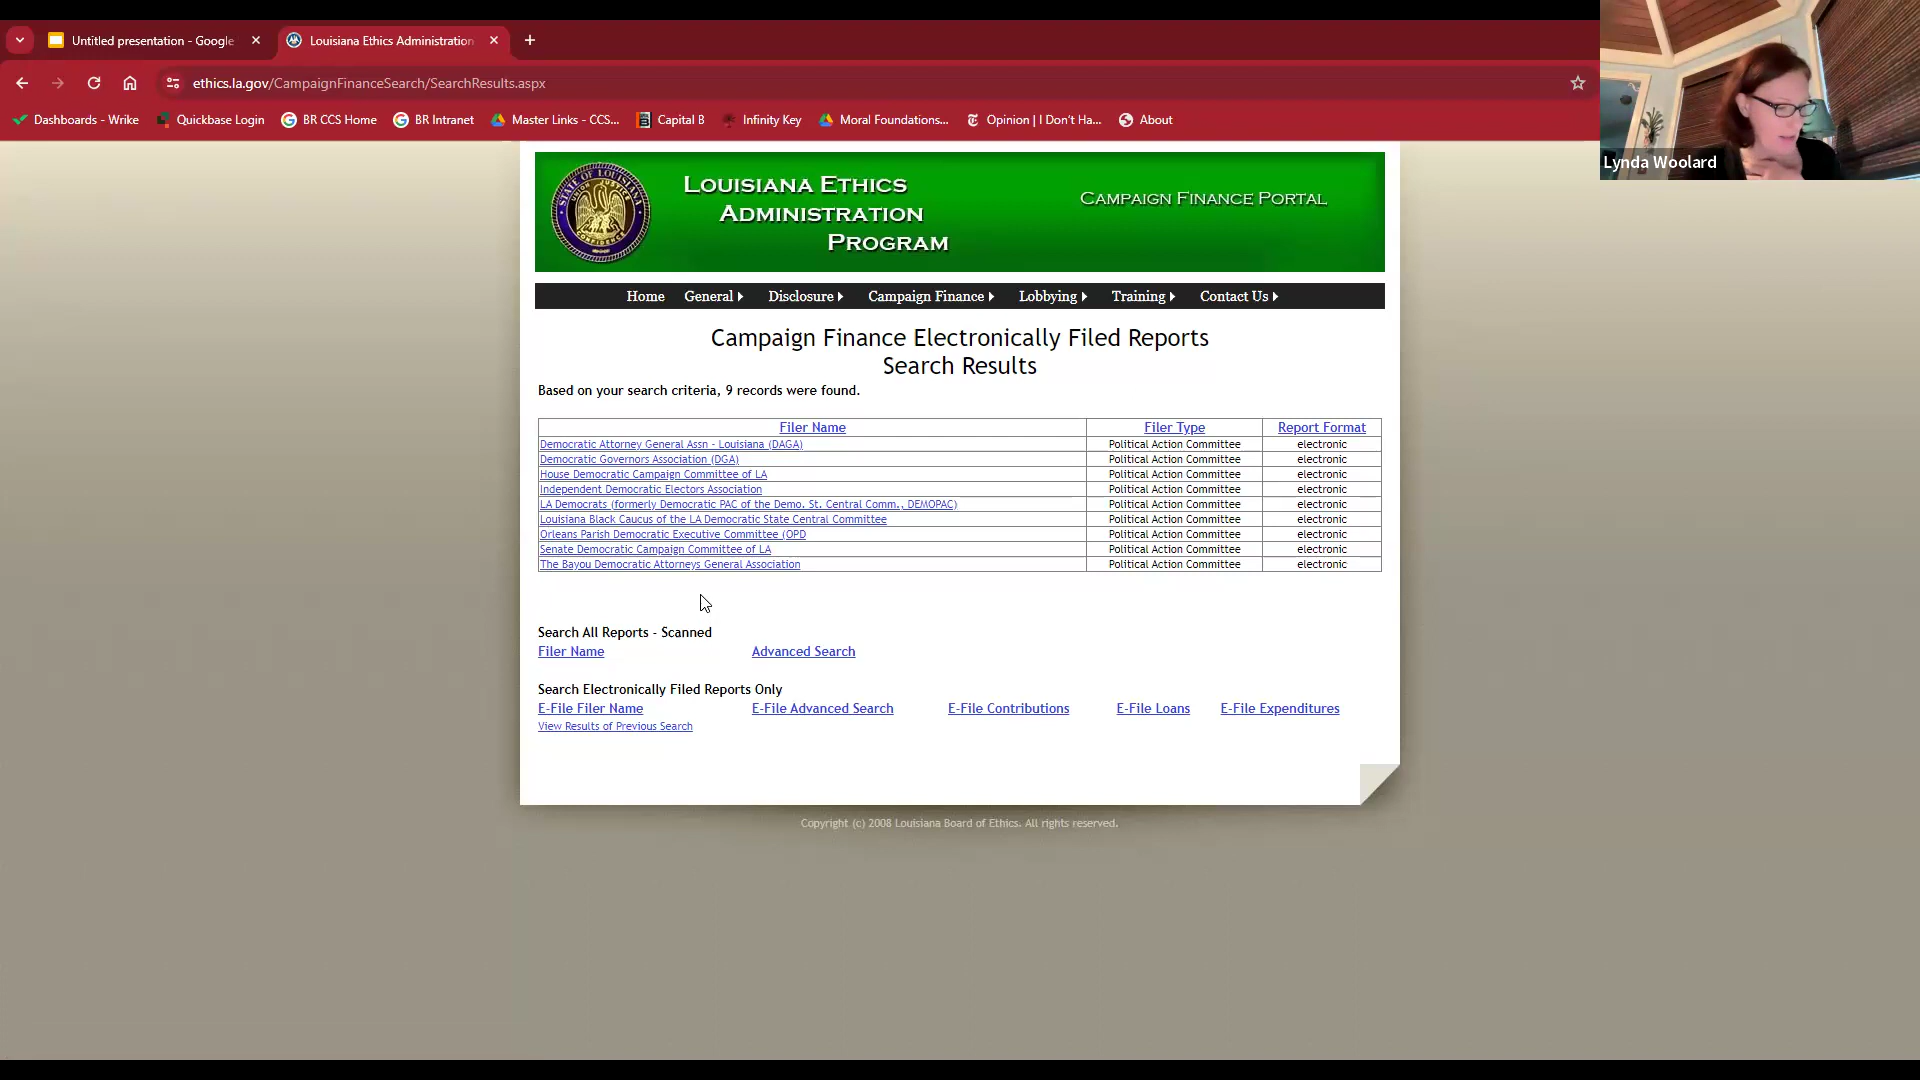 Untitled presentation - Google
Louisiana Ethics Administration
ethics.la.gov/CampaignFinanceSearch/SearchResults.aspx
Dashboards - Wrike Quickbase Login BR CCS Home BR Intranet Master Links - CCS... Capital B Infinity Key Moral Foundations... Opinion | I Don't Ha... About
Lynda Woolard
STATE OF LOUISIANA
UNION JUSTICE
CONFIDENCE
Louisiana Ethics
Administration
Program
Campaign Finance Portal
Home General Disclosure Campaign Finance Lobbying Training Contact Us
Campaign Finance Electronically Filed Reports
Search Results
Based on your search criteria, 9 records were found.
Filer Name Filer Type Report Format
Democratic Attorney General Assn - Louisiana (DAGA) Political Action Committee electronic
Democratic Governors Association (DGA) Political Action Committee electronic
House Democratic Campaign Committee of LA Political Action Committee electronic
Independent Democratic Electors Association Political Action Committee electronic
LA Democrats (formerly Democratic PAC of the Demo. St. Central Comm., DEMOPAC) Political Action Committee electronic
Louisiana Black Caucus of the LA Democratic State Central Committee Political Action Committee electronic
Orleans Parish Democratic Executive Committee (OPD Political Action Committee electronic
Senate Democratic Campaign Committee of LA Political Action Committee electronic
The Bayou Democratic Attorneys General Association Political Action Committee electronic
Search All Reports - Scanned
Filer Name Advanced Search
Search Electronically Filed Reports Only
E-File Filer Name E-File Advanced Search E-File Contributions E-File Loans E-File Expenditures
View Results of Previous Search
Copyright (c) 2008 Louisiana Board of Ethics. All rights reserved.